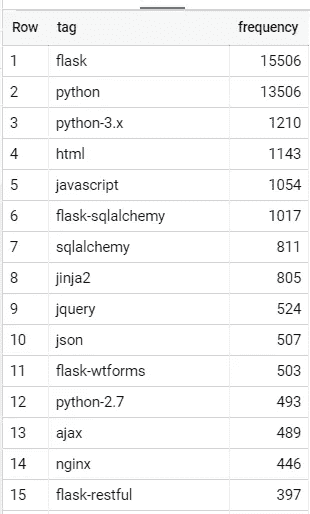 Row tag frequency
1 flask 15506
2 python 13506
3 python-3.x 1210
4 html 1143
5 javascript 1054
6 flask-sqlalchemy 1017
7 sqlalchemy 811
8 jinja2 805
9 jquery 524
10 json 507
11 flask-wtforms 503
12 python-2.7 493
13 ajax 489
14 nginx 446
15 flask-restful 397